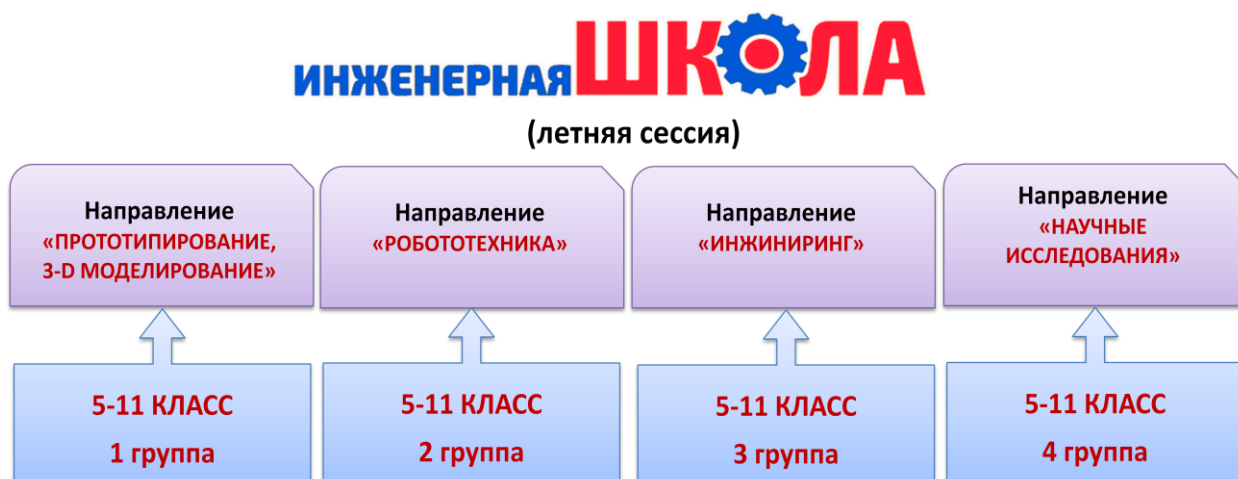 ИНЖЕНЕРНАЯ ШКОЛА
(летняя сессия)
Направление
«ПРОТОТИПИРОВАНИЕ,
3-D МОДЕЛИРОВАНИЕ»
Направление
«РОБОТОТЕХНИКА»
Направление
«ИНЖИНИРИНГ»
Направление
«НАУЧНЫЕ
ИССЛЕДОВАНИЯ»
5-11 КЛАСС
1 группа
5-11 КЛАСС
2 группа
5-11 КЛАСС
3 группа
5-11 КЛАСС
4 группа